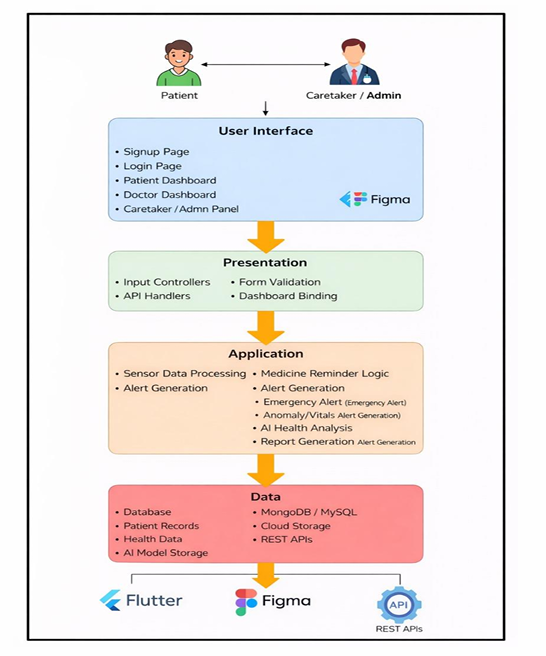 Patient
Caretaker / Admin
User Interface
• Signup Page
• Login Page
• Patient Dashboard
• Doctor Dashboard
• Caretaker / Admn Panel
Figma
Presentation
• Input Controllers
• API Handlers
• Form Validation
• Dashboard Binding
Application
• Sensor Data Processing
• Alert Generation
• Medicine Reminder Logic
• Alert Generation
• Emergency Alert (Emergency Alert)
• Anomaly/Vitals Alert Generation)
• AI Health Analysis
• Report Generation Alert Generation
Data
• Database
• Patient Records
• Health Data
• AI Model Storage
• MongoDB / MySQL
• Cloud Storage
• REST APIs
Flutter
Figma
API
REST APIs